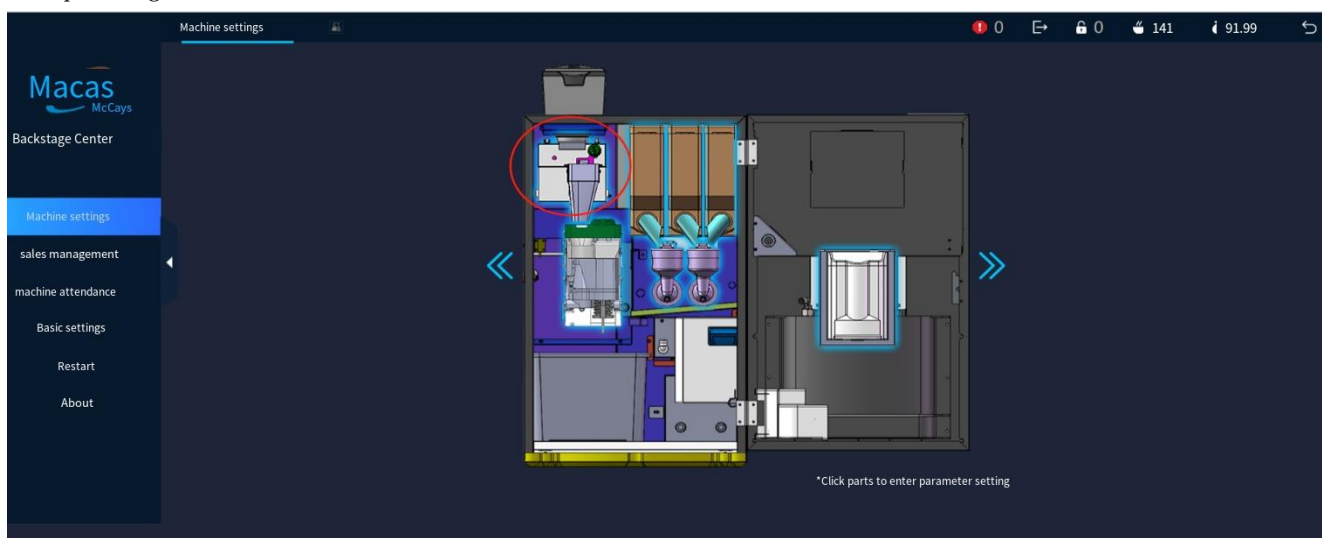 Machine settings
0
0
141
91.99
Macas
McCays
Backstage Center
Machine settings
sales management
machine attendance
Basic settings
Restart
About
*Click parts to enter parameter setting